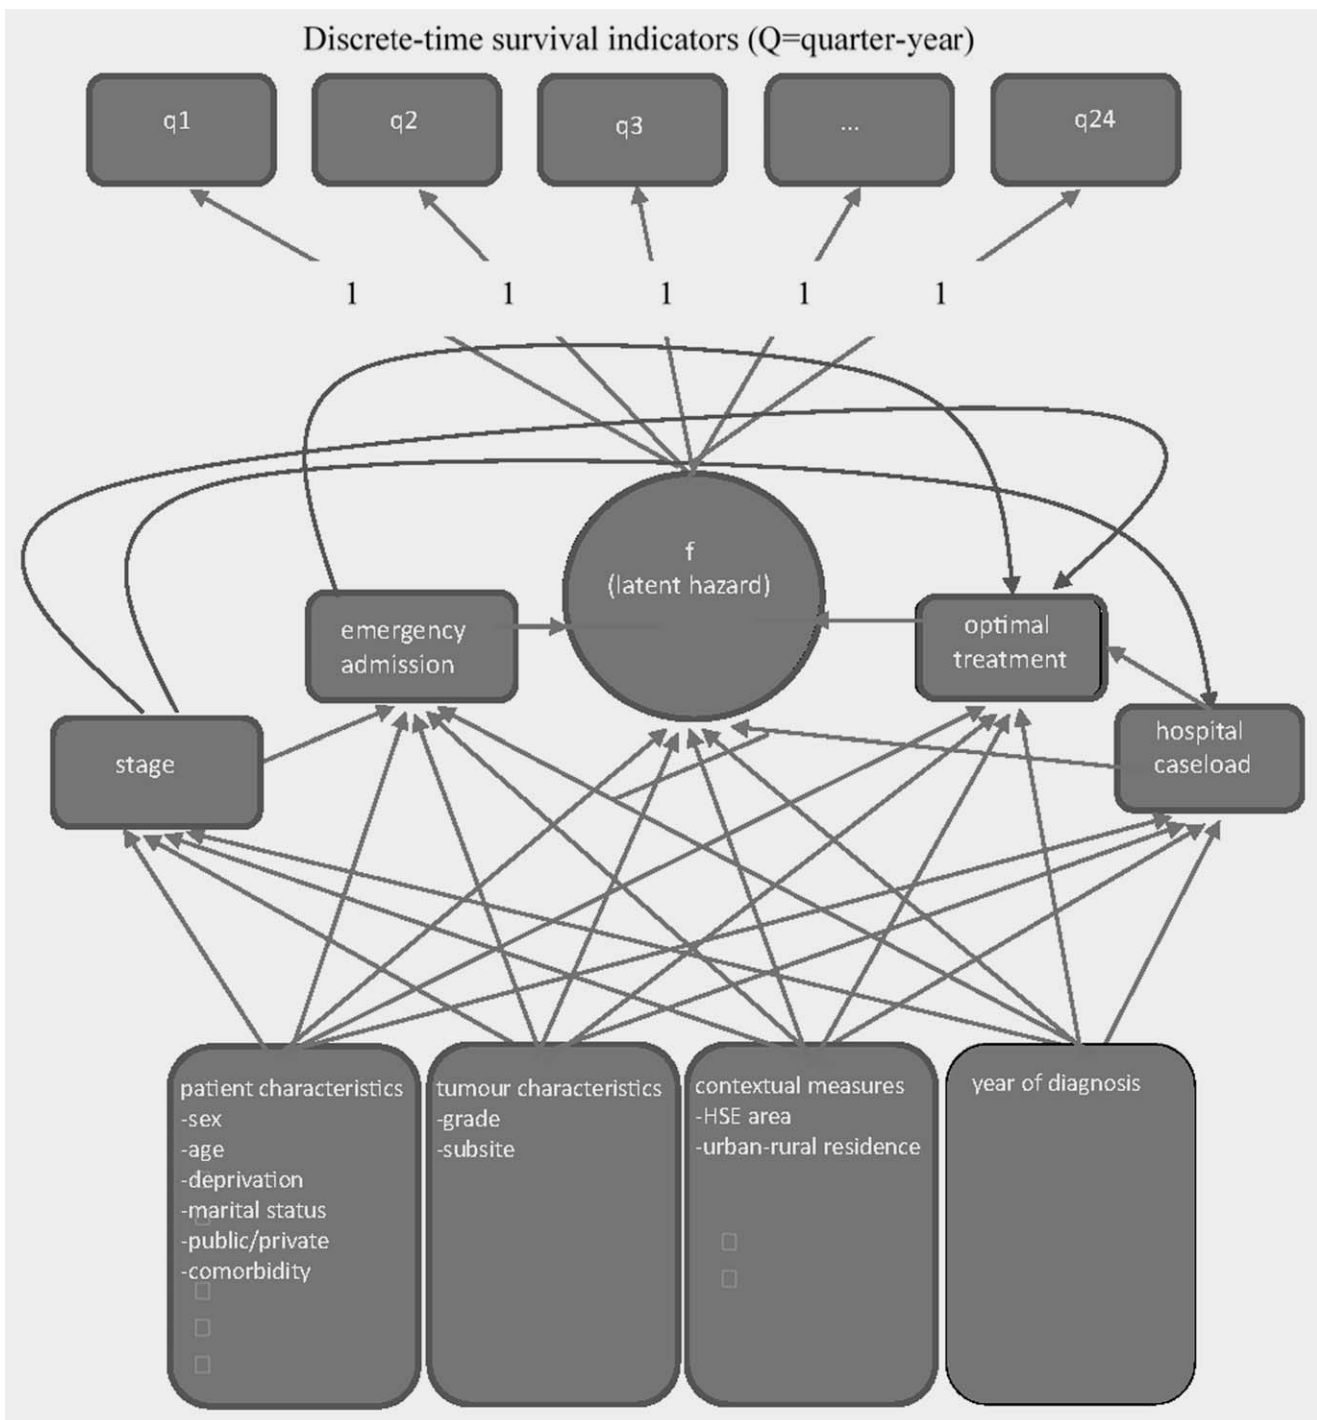 Discrete-time survival indicators (Q=quarter-year)
q1
q2
q3
...
q24
1
1
1
1
1
f
(latent hazard)
emergency
admission
optimal
treatment
stage
hospital
caseload
patient characteristics
-sex
-age
-deprivation
-marital status
-public/private
-comorbidity
tumour characteristics
-grade
-subsite
contextual measures
-HSE area
-urban-rural residence
year of diagnosis